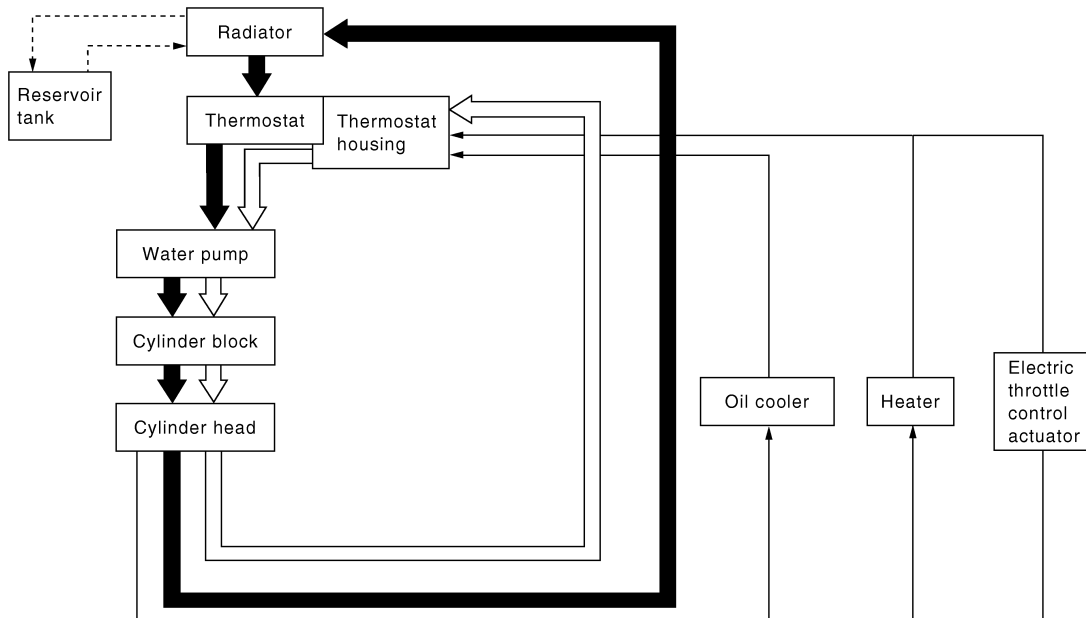 Radiator
Reservoir
tank
Thermostat
Thermostat
housing
Water pump
Cylinder block
Cylinder head
Oil cooler
Heater
Electric
throttle
control
actuator